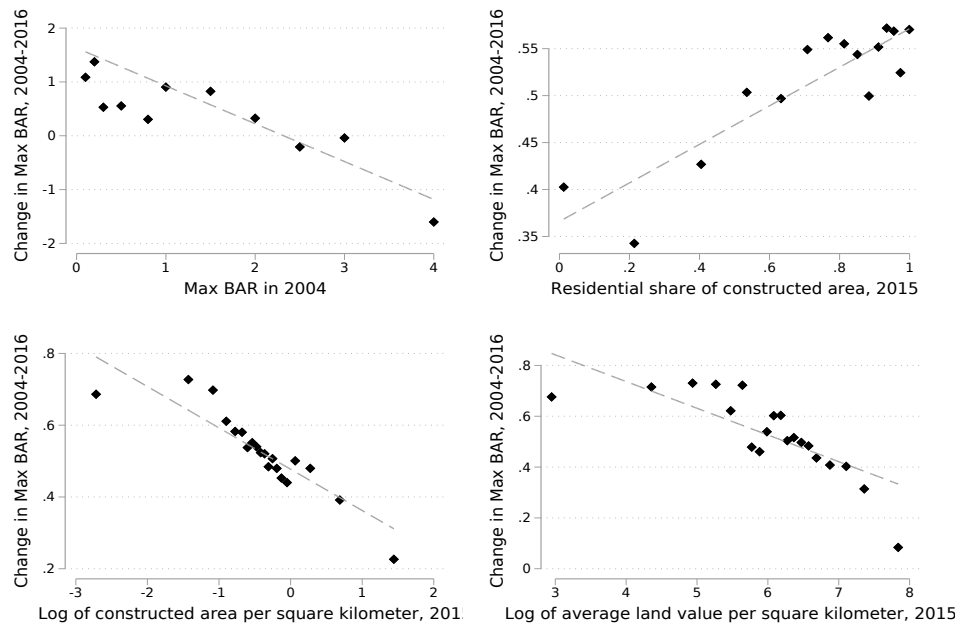 Change in Max BAR, 2004-2016
2
1
0
-1
-2
0 1 2 3 4
Max BAR in 2004
Change in Max BAR, 2004-2016
.55
.5
.45
.4
.35
0 .2 .4 .6 .8 1
Residential share of constructed area, 2015
Change in Max BAR, 2004-2016
.8
.6
.4
.2
-3 -2 -1 0 1 2
Log of constructed area per square kilometer, 201
Change in Max BAR, 2004-2016
.8
.6
.4
.2
0
3 4 5 6 7 8
Log of average land value per square kilometer, 2015